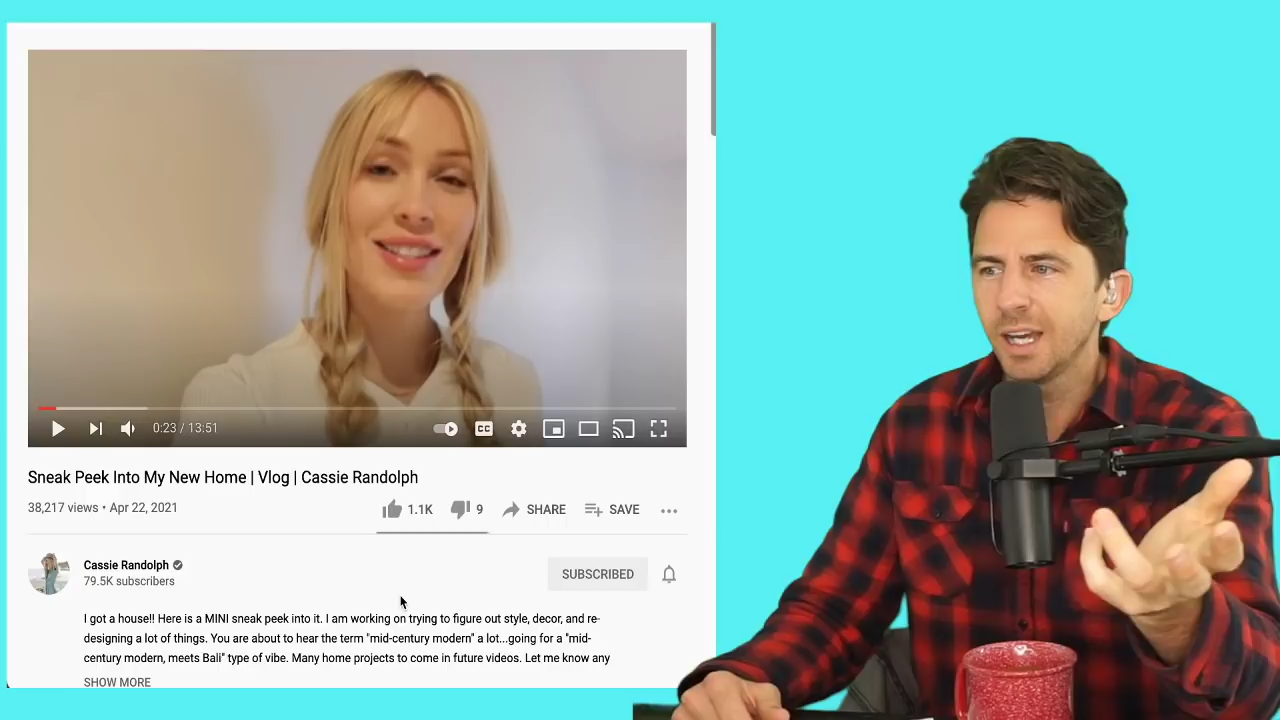 0:23 / 13:51
CC
Sneak Peek Into My New Home | Vlog | Cassie Randolph
38,217 views • Apr 22, 2021
1.1K 9 SHARE SAVE
Cassie Randolph
79.5K subscribers
SUBSCRIBED
I got a house!! Here is a MINI sneak peek into it. I am working on trying to figure out style, decor, and re-
designing a lot of things. You are about to hear the term "mid-century modern" a lot...going for a "mid-
century modern, meets Bali" type of vibe. Many home projects to come in future videos. Let me know any
SHOW MORE